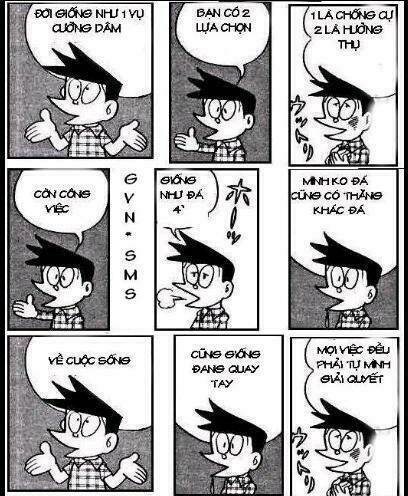 ĐỜI GIỐNG NHƯ 1 VỤ
CƯỠNG DÂM
BẠN CÓ 2
LỰA CHỌN
1 LÀ CHỐNG CỰ
2 LÀ HƯỞNG
THỤ
CÒN CÔNG
VIỆC
GVN* SMS
GIỐNG
NHƯ ĐÁ
4'
MÌNH KO ĐÁ
CŨNG CÓ THẰNG
KHÁC ĐÁ
VỀ CUỘC SỐNG
CŨNG GIỐNG
ĐANG QUAY
TAY
MỌI VIỆC ĐỀU
PHẢI TỰ MÌNH
GIẢI QUYẾT